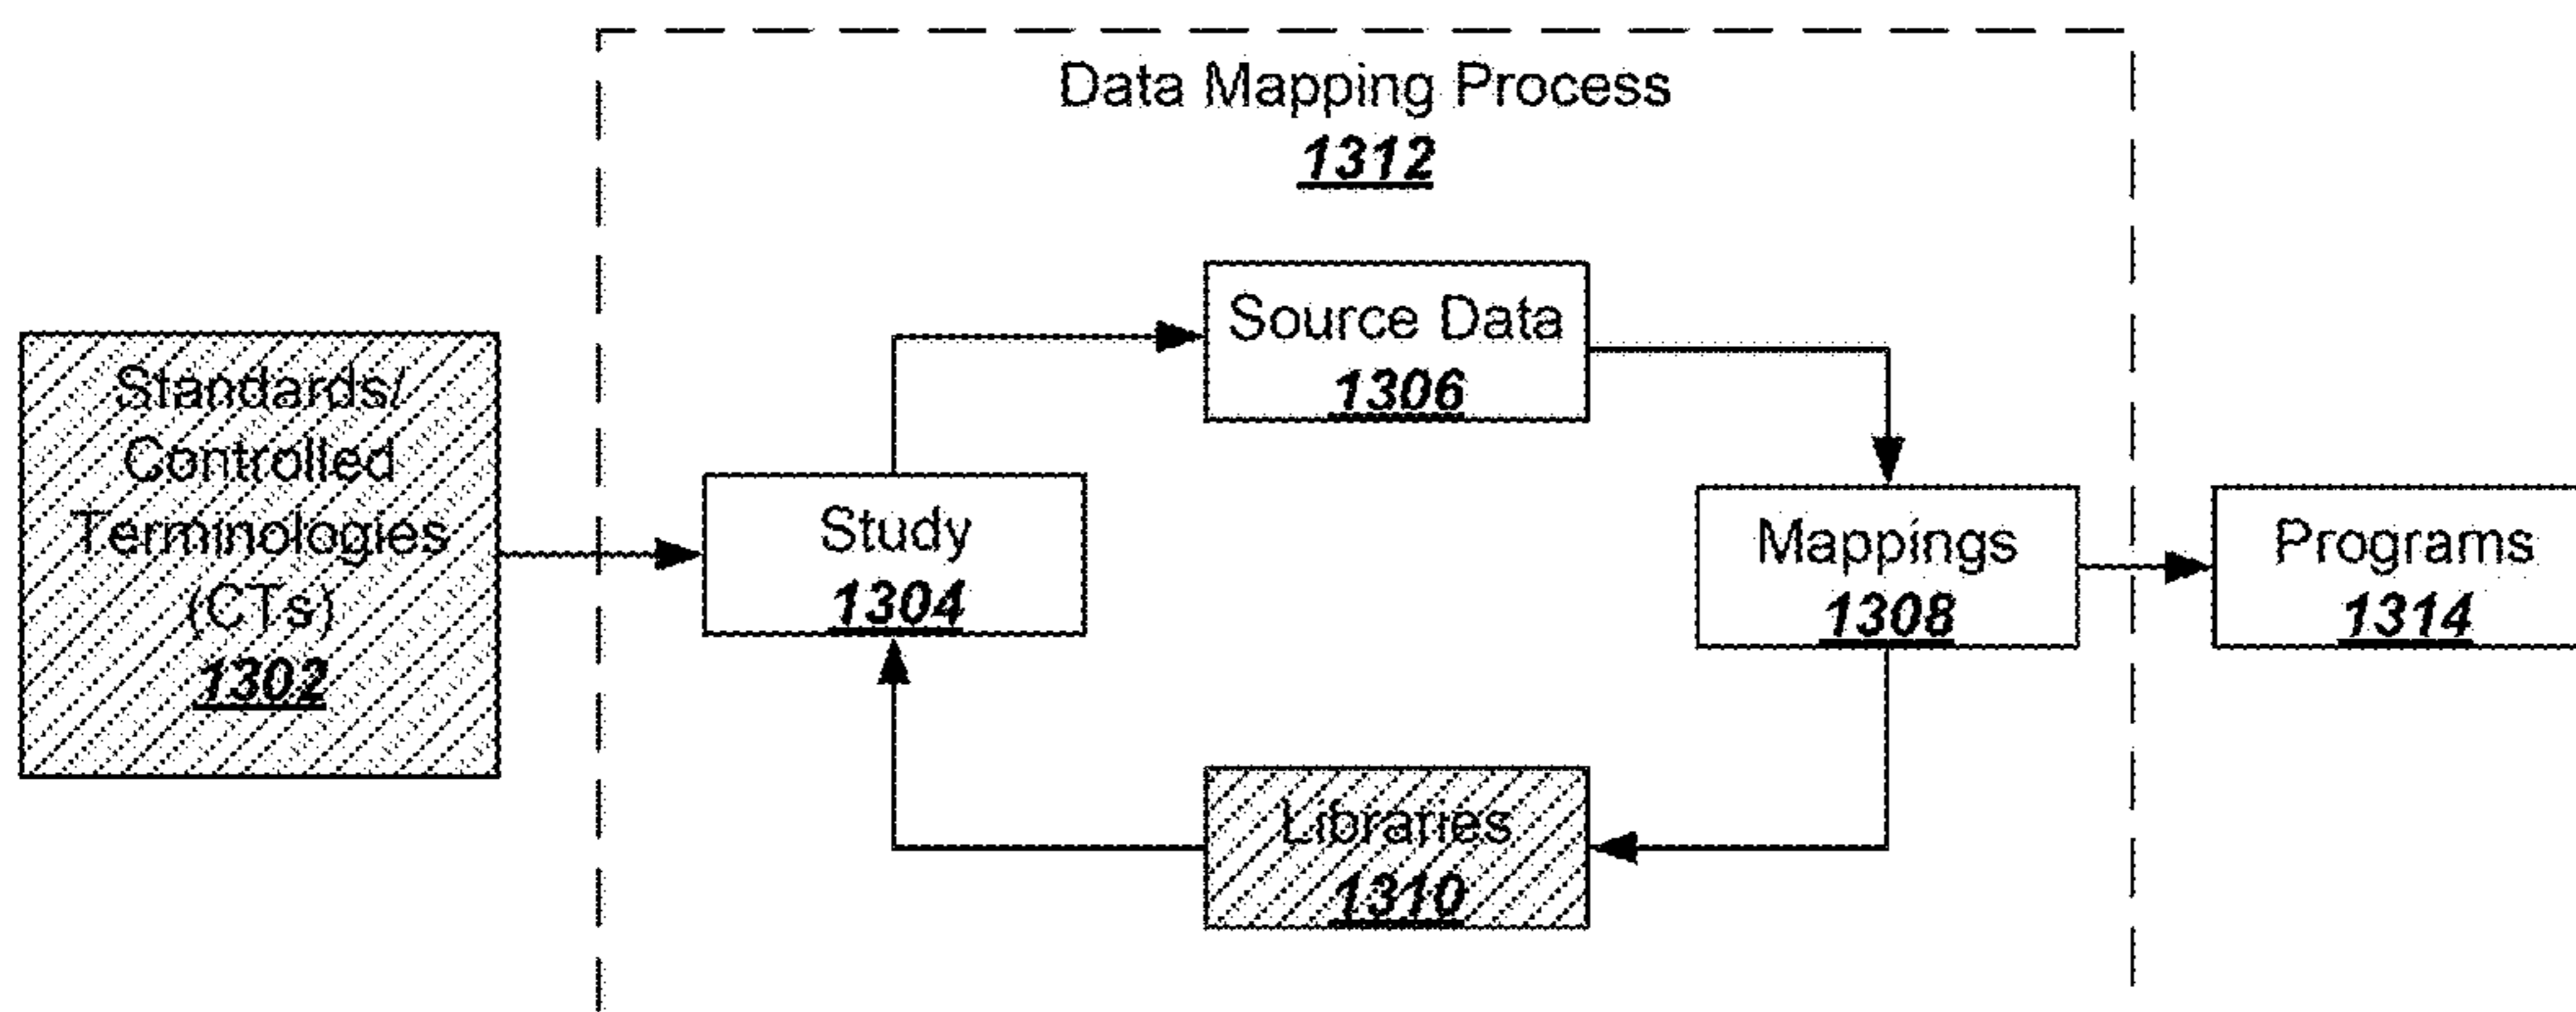 Data Mapping Process
1312
Standards/
Controlled
Terminologies
(CTs)
1302
Study
1304
Source Data
1306
Mappings
1308
Libraries
1310
Programs
1314